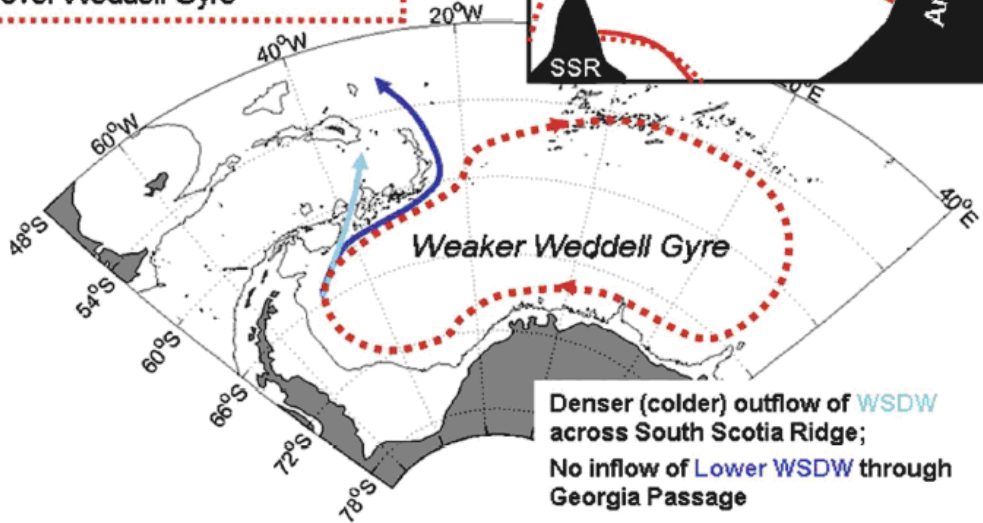 over Weddell Gyre
20°W
40°W
SSR
60°W
40°E
48°S
Weaker Weddell Gyre
54°S
60°S
66°S
Denser (colder) outflow of WSDW
across South Scotia Ridge;
72°S
No inflow of Lower WSDW through
Georgia Passage
78°S